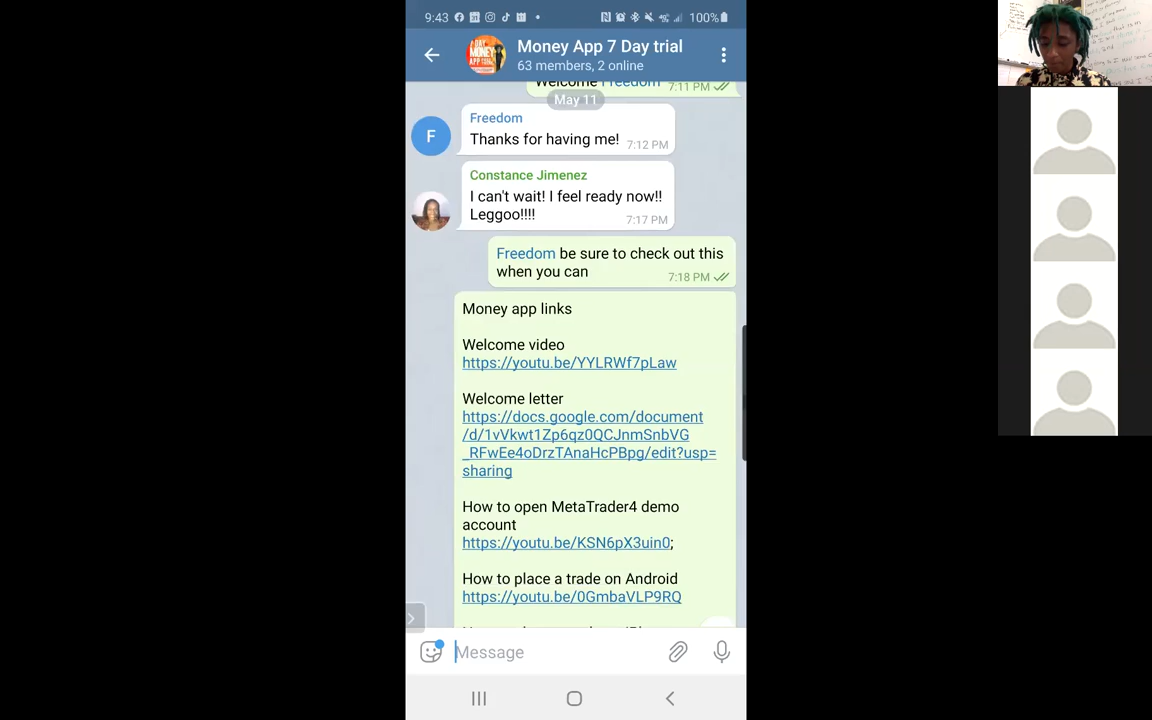 9:43
100%
Money App 7 Day trial
63 members, 2 online
Welcome Freedom
7:11 PM
May 11
Freedom
F
Thanks for having me!
7:12 PM
Constance Jimenez
I can't wait! I feel ready now!!
Leggoo!!!!
7:17 PM
Freedom be sure to check out this
when you can
7:18 PM
Money app links
Welcome video
https://youtu.be/YYLRWf7pLaw
Welcome letter
https://docs.google.com/document
/d/1vVkwt1Zp6qz0QCJnmSnbVG
_RFwEe4oDrzTAnaHcPBpg/edit?usp=
sharing
How to open MetaTrader4 demo
account
https://youtu.be/KSN6pX3uin0;
How to place a trade on Android
https://youtu.be/0GmbaVLP9RQ
Message